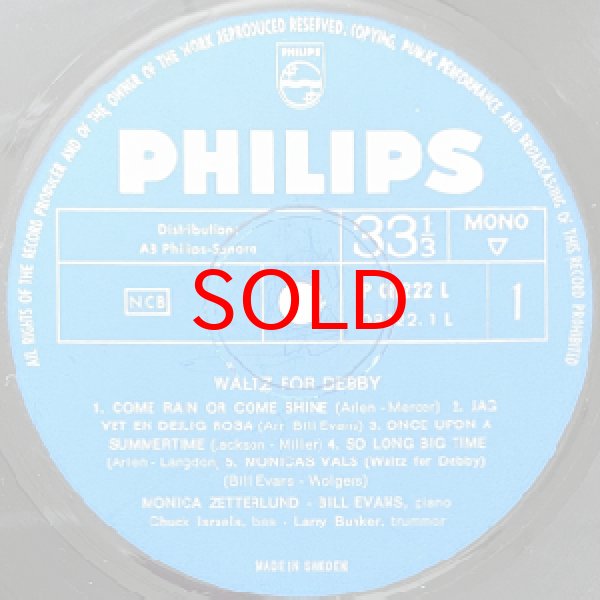 ALL RIGHTS OF THE RECORD PRODUCER AND OF THE OWNER OF THE WORK REPRODUCED RESERVED. COPYING, PUBLIC PERFORMANCE AND BROADCASTING OF THIS RECORD PROHIBITED
PHILIPS
PHILIPS
Distribution:
AB Philips-Sonora
33⅓
MONO
NCB
L
1
SOLD
WALTZ FOR DEBBY
1. COME RAIN OR COME SHINE (Arlen - Mercer) 2. JAG
VET EN DEJLIG ROSA (Arr. Bill Evans) 3. ONCE UPON A
SUMMERTIME (Jackson - Miller) 4. SO LONG BIG TIME
(Arlen - Langdon) 5. MONICAS VALS (Waltz for Debby)
(Bill Evans - Wolgers)
MONICA ZETTERLUND - BILL EVANS, piano
Chuck Israels, bas - Larry Bunker, trummor
MADE IN SWEDEN